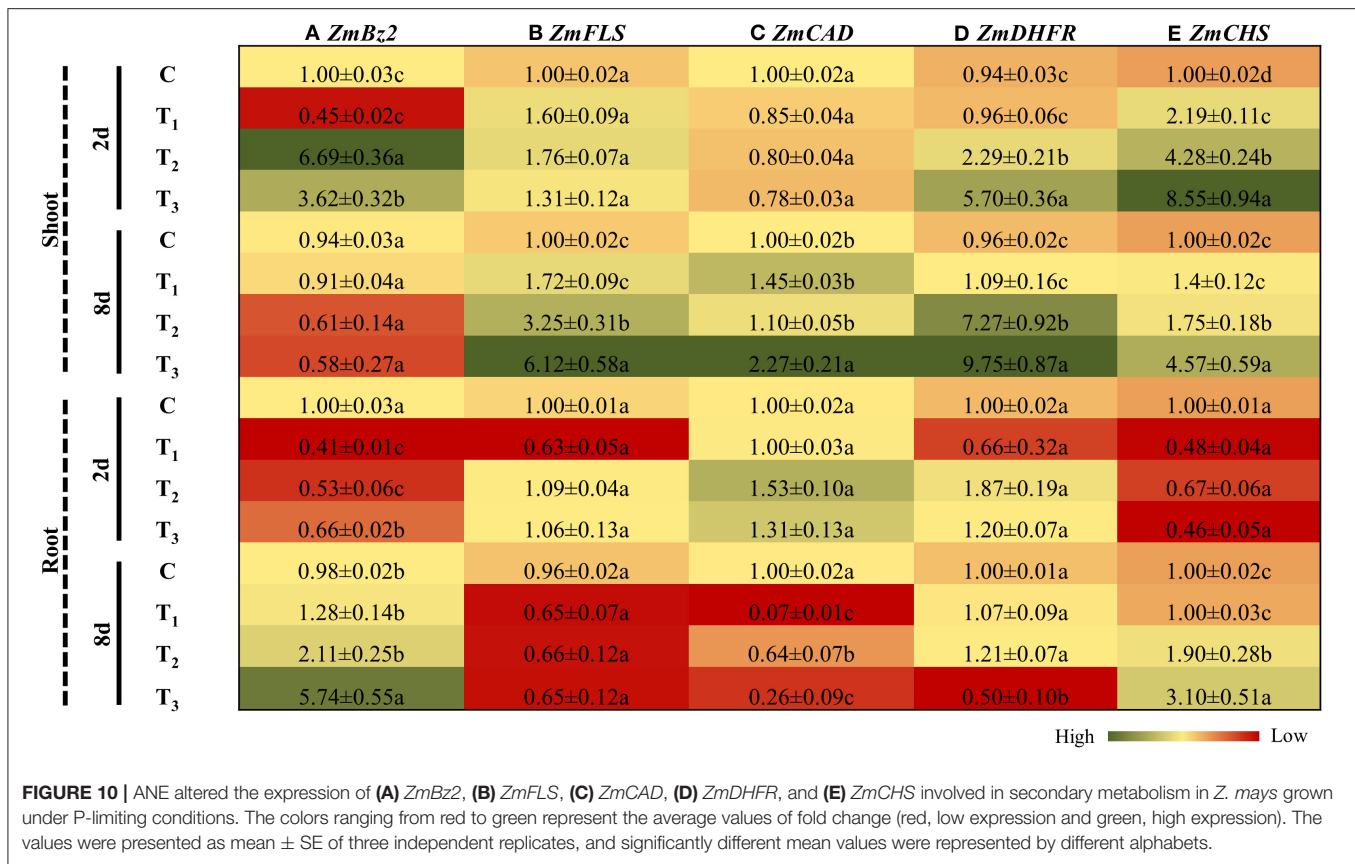 A ZmBz2 B ZmFLS C ZmCAD D ZmDHFR E ZmCHS
Shoot
2d
C 1.00±0.03c 1.00±0.02a 1.00±0.02a 0.94±0.03c 1.00±0.02d
T1 0.45±0.02c 1.60±0.09a 0.85±0.04a 0.96±0.06c 2.19±0.11c
T2 6.69±0.36a 1.76±0.07a 0.80±0.04a 2.29±0.21b 4.28±0.24b
T3 3.62±0.32b 1.31±0.12a 0.78±0.03a 5.70±0.36a 8.55±0.94a
8d
C 0.94±0.03a 1.00±0.02c 1.00±0.02b 0.96±0.02c 1.00±0.02c
T1 0.91±0.04a 1.72±0.09c 1.45±0.03b 1.09±0.16c 1.4±0.12c
T2 0.61±0.14a 3.25±0.31b 1.10±0.05b 7.27±0.92b 1.75±0.18b
T3 0.58±0.27a 6.12±0.58a 2.27±0.21a 9.75±0.87a 4.57±0.59a
Root
2d
C 1.00±0.03a 1.00±0.01a 1.00±0.02a 1.00±0.02a 1.00±0.01a
T1 0.41±0.01c 0.63±0.05a 1.00±0.03a 0.66±0.32a 0.48±0.04a
T2 0.53±0.06c 1.09±0.04a 1.53±0.10a 1.87±0.19a 0.67±0.06a
T3 0.66±0.02b 1.06±0.13a 1.31±0.13a 1.20±0.07a 0.46±0.05a
8d
C 0.98±0.02b 0.96±0.02a 1.00±0.02a 1.00±0.01a 1.00±0.02c
T1 1.28±0.14b 0.65±0.07a 0.07±0.01c 1.07±0.09a 1.00±0.03c
T2 2.11±0.25b 0.66±0.12a 0.64±0.07b 1.21±0.07a 1.90±0.28b
T3 5.74±0.55a 0.65±0.12a 0.26±0.09c 0.50±0.10b 3.10±0.51a
High Low
FIGURE 10 | ANE altered the expression of (A) ZmBz2, (B) ZmFLS, (C) ZmCAD, (D) ZmDHFR, and (E) ZmCHS involved in secondary metabolism in Z. mays grown
under P-limiting conditions. The colors ranging from red to green represent the average values of fold change (red, low expression and green, high expression). The
values were presented as mean ± SE of three independent replicates, and significantly different mean values were represented by different alphabets.